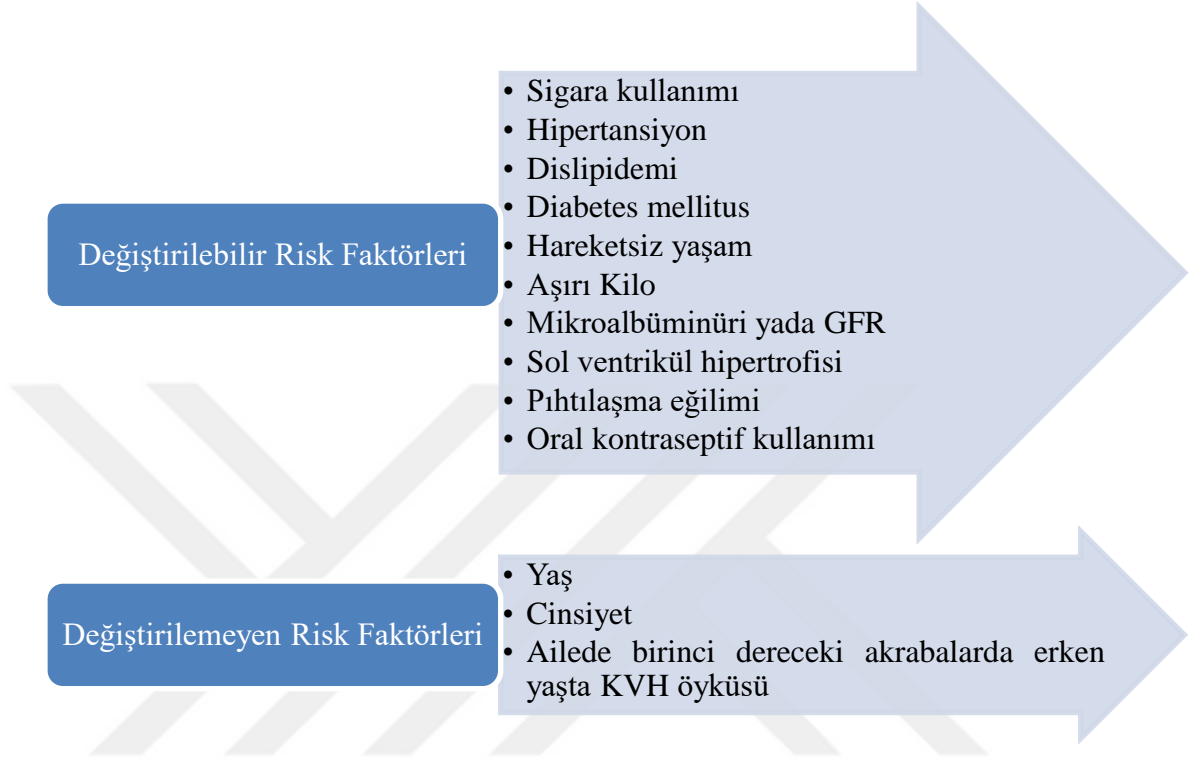 Değiştirilebilir Risk Faktörleri
• Sigara kullanımı
• Hipertansiyon
• Dislipidemi
• Diabetes mellitus
• Hareketsiz yaşam
• Aşırı Kilo
• Mikroalbüminüri yada GFR
• Sol ventrikül hipertrofisi
• Pıhtılaşma eğilimi
• Oral kontraseptif kullanımı
Değiştirilemeyen Risk Faktörleri
• Yaş
• Cinsiyet
• Ailede birinci dereceki akrabalarda erken
yaşta KVH öyküsü